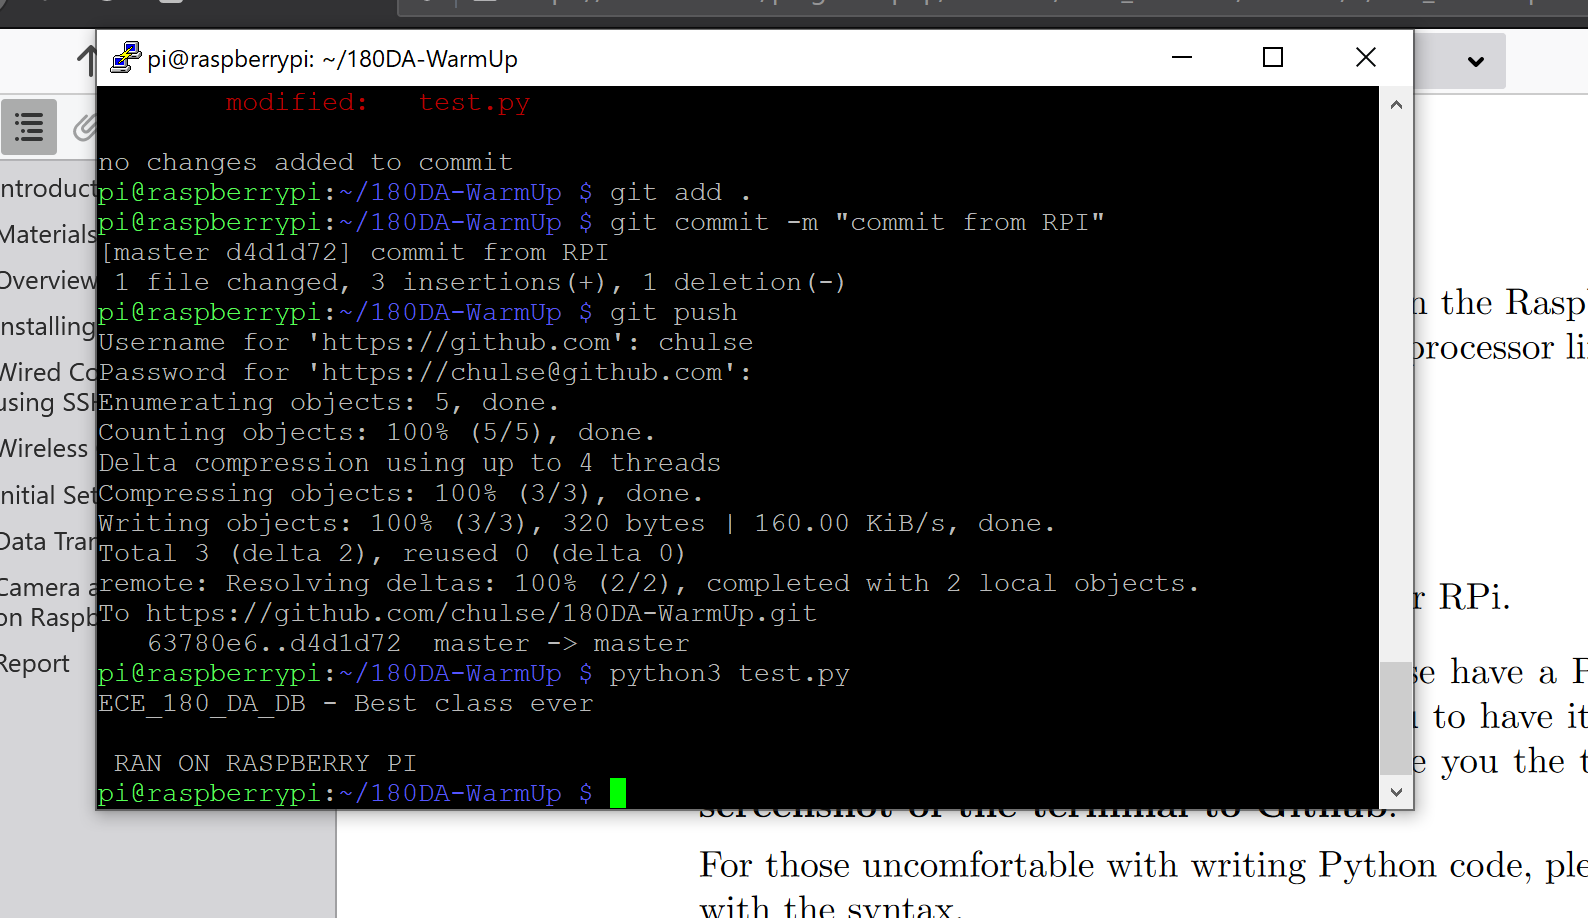 pi@raspberrypi: ~/180DA-WarmUp
modified:   test.py
no changes added to commit
pi@raspberrypi:~/180DA-WarmUp $ git add .
pi@raspberrypi:~/180DA-WarmUp $ git commit -m "commit from RPI"
[master d4d1d72] commit from RPI
1 file changed, 3 insertions(+), 1 deletion(-)
pi@raspberrypi:~/180DA-WarmUp $ git push
Username for 'https://github.com': chulse
Password for 'https://chulse@github.com':
Enumerating objects: 5, done.
Counting objects: 100% (5/5), done.
Delta compression using up to 4 threads
Compressing objects: 100% (3/3), done.
Writing objects: 100% (3/3), 320 bytes | 160.00 KiB/s, done.
Total 3 (delta 2), reused 0 (delta 0)
remote: Resolving deltas: 100% (2/2), completed with 2 local objects.
To https://github.com/chulse/180DA-WarmUp.git
63780e6..d4d1d72  master -> master
pi@raspberrypi:~/180DA-WarmUp $ python3 test.py
ECE_180_DA_DB - Best class ever
RAN ON RASPBERRY PI
pi@raspberrypi:~/180DA-WarmUp $
ntroduct
Materials
Overview
nstalling
Wired Co
using SSH
Wireless
nitial Set
Data Tran
Camera a
on Raspb
Report
n the Rasp
processor li
r RPi.
se have a
to have it
e you the t
screenshot of the terminal to Github.
For those uncomfortable with writing Python code, ple
with the syntax.